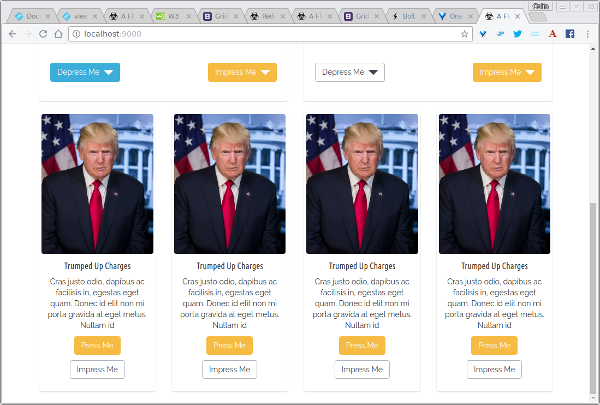 Colm
Doc
view
A Fl
W3
Grid
Red
A Fl
Grid
Bolt
One
A Fl
localhost:9000
Depress Me
Impress Me
Depress Me
Impress Me
Trumped Up Charges
Cras justo odio, dapibus ac
facilisis in, egestas eget
quam. Donec id elit non mi
porta gravida at eget metus.
Nullam id
Press Me
Impress Me
Trumped Up Charges
Cras justo odio, dapibus ac
facilisis in, egestas eget
quam. Donec id elit non mi
porta gravida at eget metus.
Nullam id
Press Me
Impress Me
Trumped Up Charges
Cras justo odio, dapibus ac
facilisis in, egestas eget
quam. Donec id elit non mi
porta gravida at eget metus.
Nullam id
Press Me
Impress Me
Trumped Up Charges
Cras justo odio, dapibus ac
facilisis in, egestas eget
quam. Donec id elit non mi
porta gravida at eget metus.
Nullam id
Press Me
Impress Me